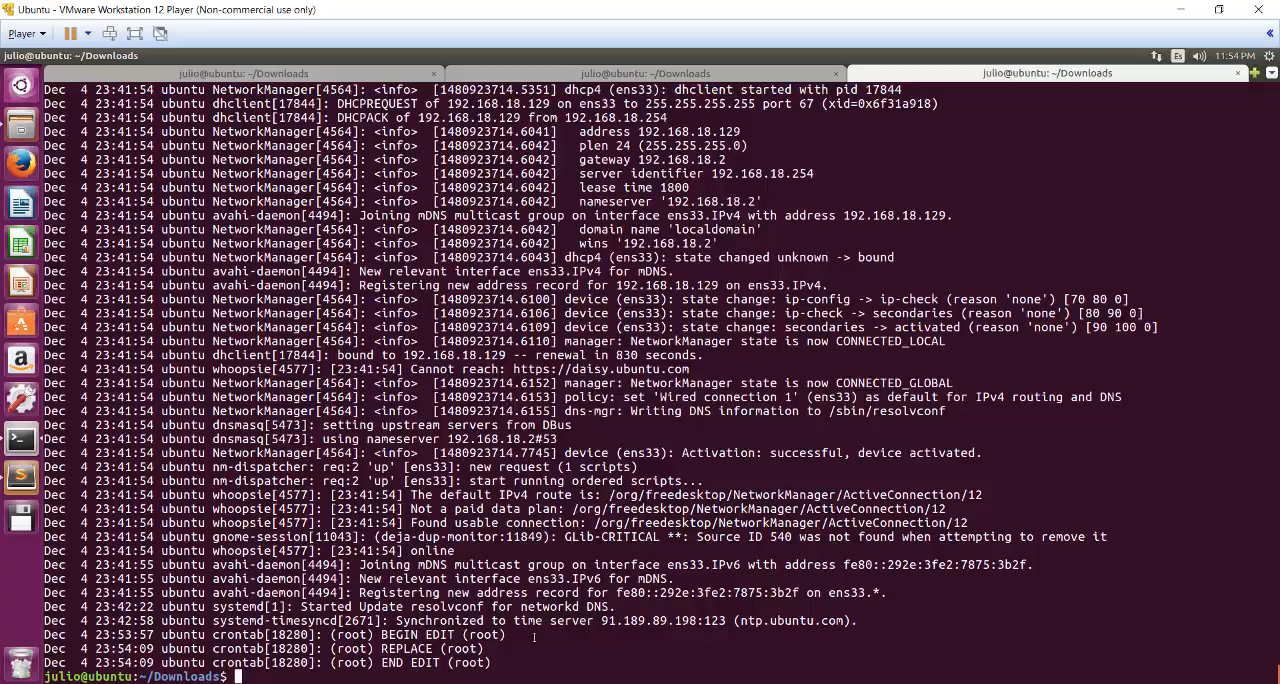 Ubuntu - VMware Workstation 12 Player (Non-commercial use only)
Player
julio@ubuntu: ~/Downloads
Es
11:54 PM
julio@ubuntu: ~/Downloads × julio@ubuntu: ~/Downloads × julio@ubuntu: ~/Downloads ×
Dec  4 23:41:54 ubuntu NetworkManager[4564]: <info>  [1480923714.5351] dhcp4 (ens33): dhclient started with pid 17844
Dec  4 23:41:54 ubuntu dhclient[17844]: DHCPREQUEST of 192.168.18.129 on ens33 to 255.255.255.255 port 67 (xid=0x6f31a918)
Dec  4 23:41:54 ubuntu dhclient[17844]: DHCPACK of 192.168.18.129 from 192.168.18.254
Dec  4 23:41:54 ubuntu NetworkManager[4564]: <info>  [1480923714.6041]   address 192.168.18.129
Dec  4 23:41:54 ubuntu NetworkManager[4564]: <info>  [1480923714.6042]   plen 24 (255.255.255.0)
Dec  4 23:41:54 ubuntu NetworkManager[4564]: <info>  [1480923714.6042]   gateway 192.168.18.2
Dec  4 23:41:54 ubuntu NetworkManager[4564]: <info>  [1480923714.6042]   server identifier 192.168.18.254
Dec  4 23:41:54 ubuntu NetworkManager[4564]: <info>  [1480923714.6042]   lease time 1800
Dec  4 23:41:54 ubuntu NetworkManager[4564]: <info>  [1480923714.6042]   nameserver '192.168.18.2'
Dec  4 23:41:54 ubuntu avahi-daemon[4494]: Joining mDNS multicast group on interface ens33.IPv4 with address 192.168.18.129.
Dec  4 23:41:54 ubuntu NetworkManager[4564]: <info>  [1480923714.6042]   domain name 'localdomain'
Dec  4 23:41:54 ubuntu NetworkManager[4564]: <info>  [1480923714.6042]   wins '192.168.18.2'
Dec  4 23:41:54 ubuntu NetworkManager[4564]: <info>  [1480923714.6043] dhcp4 (ens33): state changed unknown -> bound
Dec  4 23:41:54 ubuntu avahi-daemon[4494]: New relevant interface ens33.IPv4 for mDNS.
Dec  4 23:41:54 ubuntu avahi-daemon[4494]: Registering new address record for 192.168.18.129 on ens33.IPv4.
Dec  4 23:41:54 ubuntu NetworkManager[4564]: <info>  [1480923714.6100] device (ens33): state change: ip-config -> ip-check (reason 'none') [70 80 0]
Dec  4 23:41:54 ubuntu NetworkManager[4564]: <info>  [1480923714.6106] device (ens33): state change: ip-check -> secondaries (reason 'none') [80 90 0]
Dec  4 23:41:54 ubuntu NetworkManager[4564]: <info>  [1480923714.6109] device (ens33): state change: secondaries -> activated (reason 'none') [90 100 0]
Dec  4 23:41:54 ubuntu NetworkManager[4564]: <info>  [1480923714.6110] manager: NetworkManager state is now CONNECTED_LOCAL
Dec  4 23:41:54 ubuntu dhclient[17844]: bound to 192.168.18.129 -- renewal in 830 seconds.
Dec  4 23:41:54 ubuntu whoopsie[4577]: [23:41:54] Cannot reach: https://daisy.ubuntu.com
Dec  4 23:41:54 ubuntu NetworkManager[4564]: <info>  [1480923714.6152] manager: NetworkManager state is now CONNECTED_GLOBAL
Dec  4 23:41:54 ubuntu NetworkManager[4564]: <info>  [1480923714.6153] policy: set 'Wired connection 1' (ens33) as default for IPv4 routing and DNS
Dec  4 23:41:54 ubuntu NetworkManager[4564]: <info>  [1480923714.6155] dns-mgr: Writing DNS information to /sbin/resolvconf
Dec  4 23:41:54 ubuntu dnsmasq[5473]: setting upstream servers from DBus
Dec  4 23:41:54 ubuntu dnsmasq[5473]: using nameserver 192.168.18.2#53
Dec  4 23:41:54 ubuntu NetworkManager[4564]: <info>  [1480923714.7745] device (ens33): Activation: successful, device activated.
Dec  4 23:41:54 ubuntu nm-dispatcher: req:2 'up' [ens33]: new request (1 scripts)
Dec  4 23:41:54 ubuntu nm-dispatcher: req:2 'up' [ens33]: start running ordered scripts...
Dec  4 23:41:54 ubuntu whoopsie[4577]: [23:41:54] The default IPv4 route is: /org/freedesktop/NetworkManager/ActiveConnection/12
Dec  4 23:41:54 ubuntu whoopsie[4577]: [23:41:54] Not a paid data plan: /org/freedesktop/NetworkManager/ActiveConnection/12
Dec  4 23:41:54 ubuntu whoopsie[4577]: [23:41:54] Found usable connection: /org/freedesktop/NetworkManager/ActiveConnection/12
Dec  4 23:41:54 ubuntu gnome-session[11043]: (deja-dup-monitor:11849): GLib-CRITICAL **: Source ID 540 was not found when attempting to remove it
Dec  4 23:41:54 ubuntu whoopsie[4577]: [23:41:54] online
Dec  4 23:41:55 ubuntu avahi-daemon[4494]: Joining mDNS multicast group on interface ens33.IPv6 with address fe80::292e:3fe2:7875:3b2f.
Dec  4 23:41:55 ubuntu avahi-daemon[4494]: New relevant interface ens33.IPv6 for mDNS.
Dec  4 23:41:55 ubuntu avahi-daemon[4494]: Registering new address record for fe80::292e:3fe2:7875:3b2f on ens33.*.
Dec  4 23:42:22 ubuntu systemd[1]: Started Update resolvconf for networkd DNS.
Dec  4 23:42:58 ubuntu systemd-timesyncd[2671]: Synchronized to time server 91.189.89.198:123 (ntp.ubuntu.com).
Dec  4 23:53:57 ubuntu crontab[18280]: (root) BEGIN EDIT (root)
Dec  4 23:54:09 ubuntu crontab[18280]: (root) REPLACE (root)
Dec  4 23:54:09 ubuntu crontab[18280]: (root) END EDIT (root)
julio@ubuntu:~/Downloads$